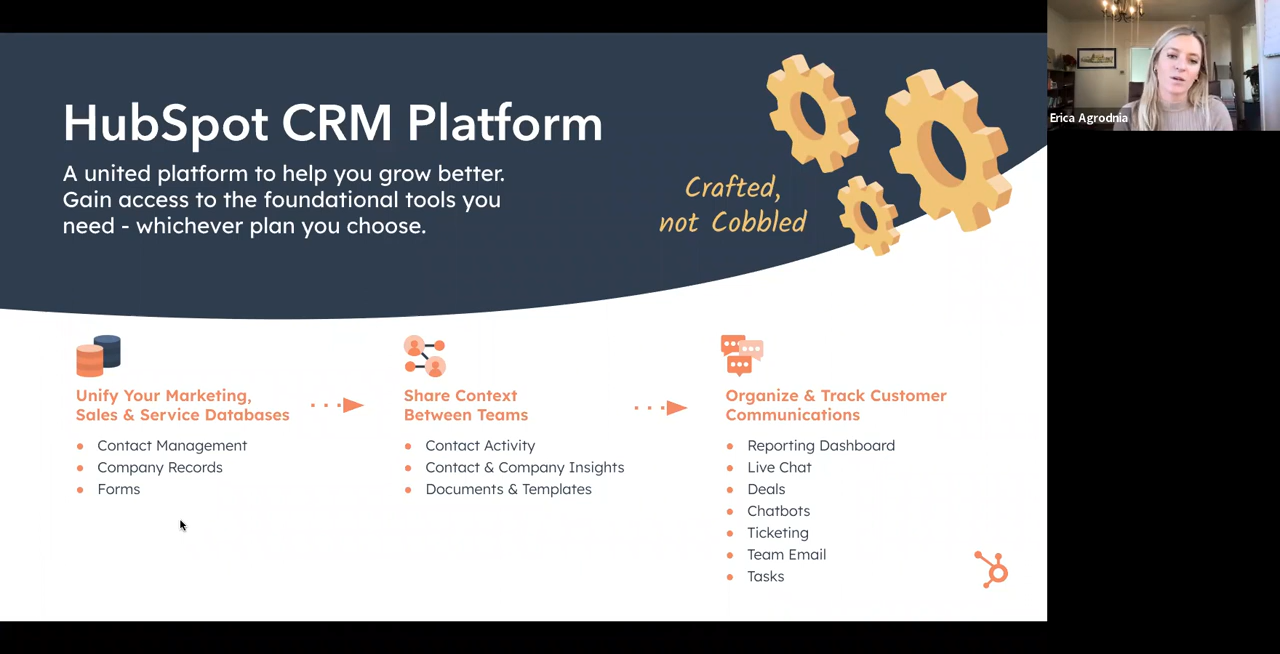 HubSpot CRM Platform
A united platform to help you grow better.
Gain access to the foundational tools you
need - whichever plan you choose.
Crafted,
not Cobbled
Erica Agrodnia
Unify Your Marketing,
Sales & Service Databases
Contact Management
Company Records
Forms
Share Context
Between Teams
Contact Activity
Contact & Company Insights
Documents & Templates
Organize & Track Customer
Communications
Reporting Dashboard
Live Chat
Deals
Chatbots
Ticketing
Team Email
Tasks